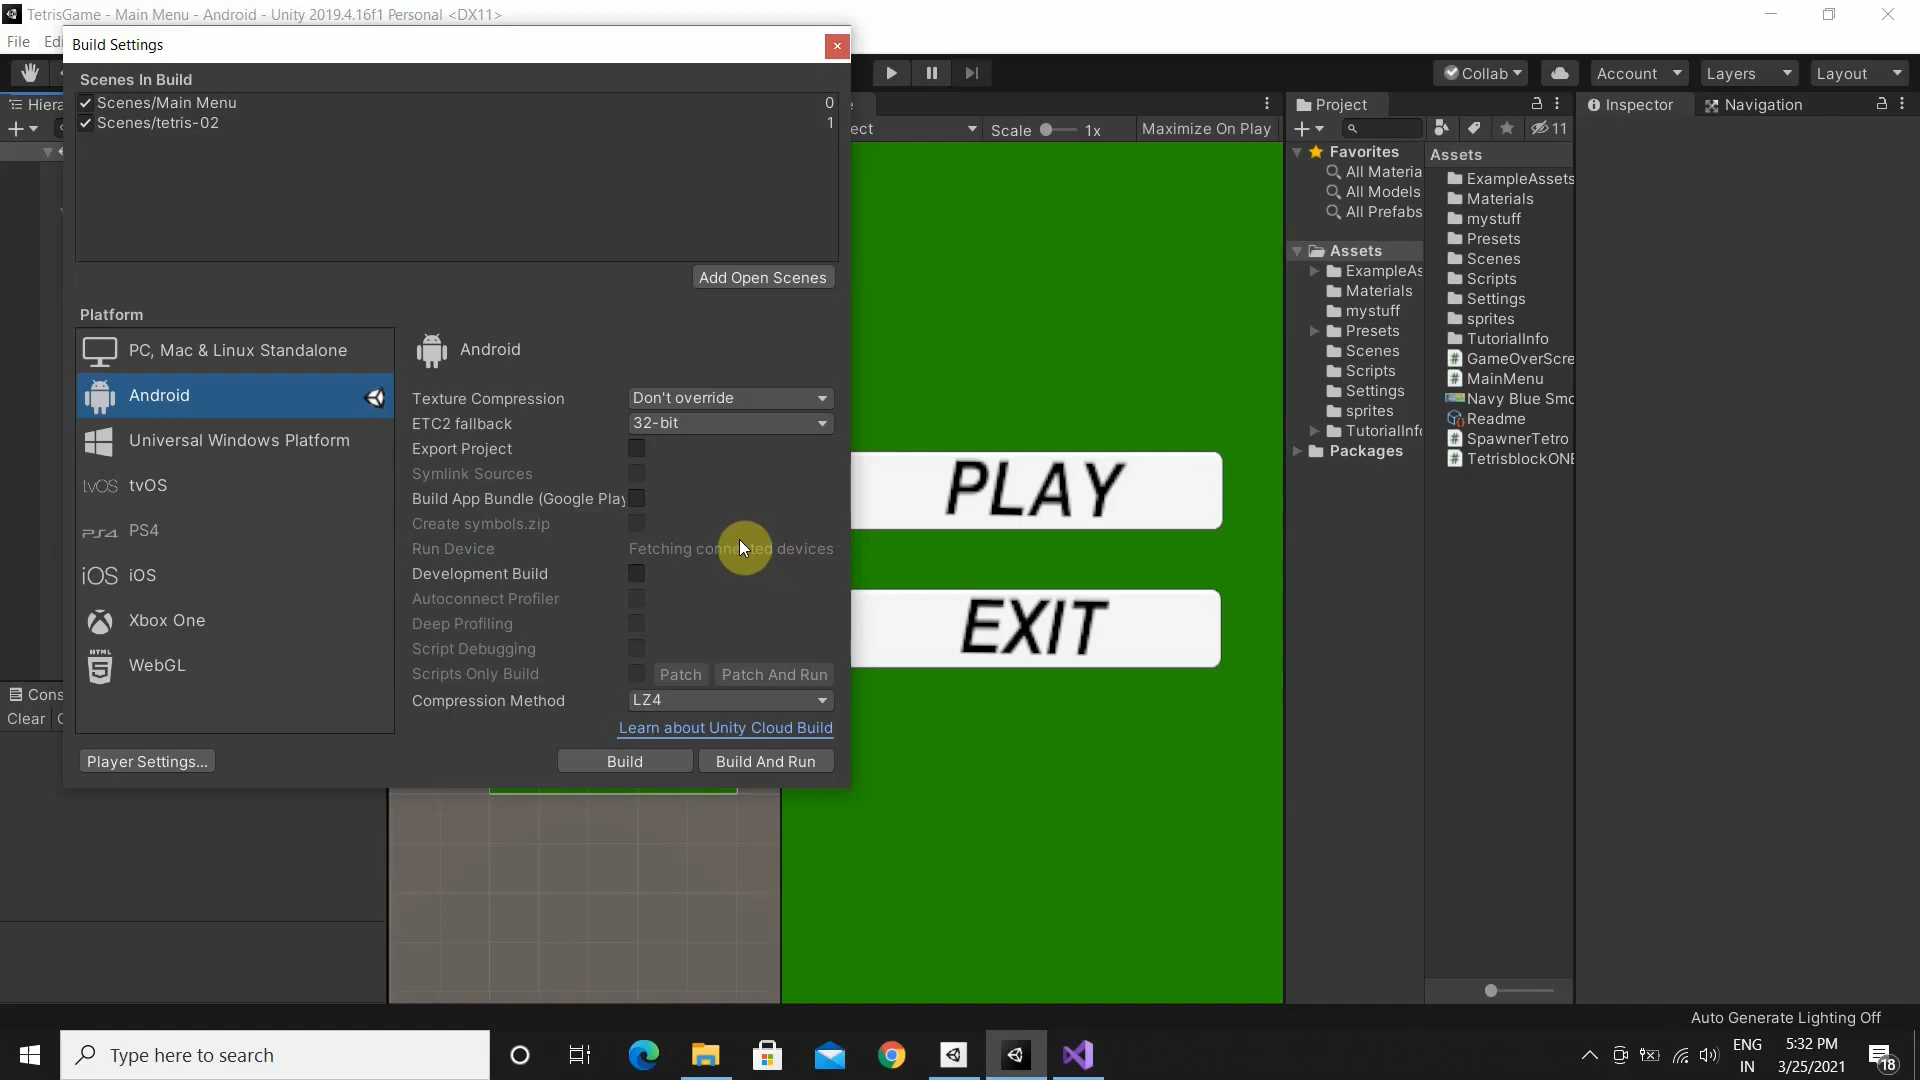 TetrisGame - Main Menu - Android - Unity 2019.4.16f1 Personal <DX11>
File
Build Settings
Collab
Account
Layers
Layout
Scenes In Build
Scenes/Main Menu 0
Scenes/tetris-02 1
Add Open Scenes
Platform
PC, Mac & Linux Standalone
Android
Universal Windows Platform
tvOS tvOS
PS4 PS4
iOS iOS
Xbox One
HTML 5 WebGL
Android
Texture Compression Don't override
ETC2 fallback 32-bit
Export Project
Symlink Sources
Build App Bundle (Google Play
Create symbols.zip
Run Device Fetching connected devices
Development Build
Autoconnect Profiler
Deep Profiling
Script Debugging
Scripts Only Build Patch Patch And Run
Compression Method LZ4
Learn about Unity Cloud Build
Player Settings... Build Build And Run
Hiera
Cons
Clear
Scale 1x Maximize On Play
PLAY
EXIT
Project
11
Favorites
All Materia
All Models
All Prefabs
Assets
ExampleAs
Materials
mystuff
Presets
Scenes
Scripts
Settings
sprites
TutorialInfo
Packages
Assets
ExampleAssets
Materials
mystuff
Presets
Scenes
Scripts
Settings
sprites
TutorialInfo
GameOverScre
MainMenu
Navy Blue Smo
Readme
SpawnerTetro
TetrisblockONE
Inspector Navigation
Auto Generate Lighting Off
Type here to search
ENG
IN
5:32 PM
3/25/2021
18